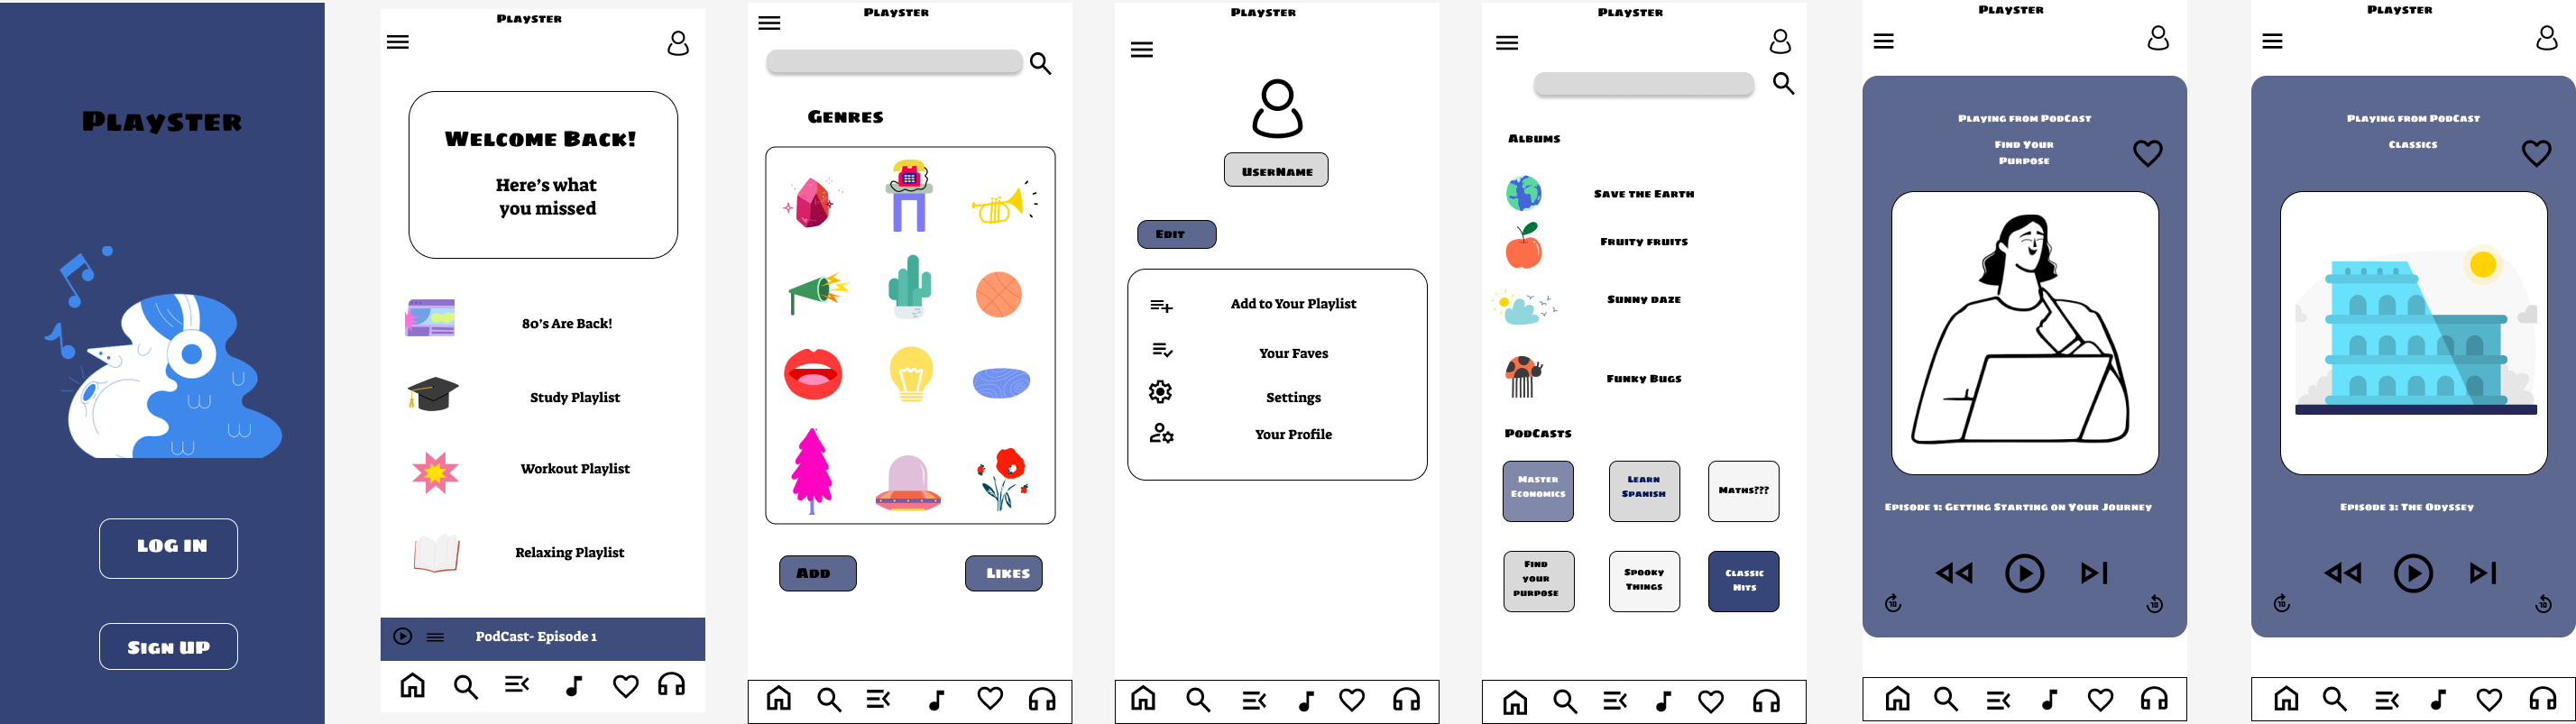 Playster
LOG IN
Sign UP
Playster
Welcome Back!
Here's what
you missed
80's Are Back!
Study Playlist
Workout Playlist
Relaxing Playlist
PodCast- Episode 1
Playster
Genres
Add
Likes
Playster
UserName
Edit
Add to Your Playlist
Your Faves
Settings
Your Profile
Playster
Albums
Save the Earth
Fruity fruits
Sunny daze
Funky Bugs
PodCasts
Master
Economics
Learn
Spanish
Maths???
Find
your
purpose
Spooky
Things
Classic
Hits
Playster
Playing from PodCast
Find Your
Purpose
Episode 1: Getting Starting on Your Journey
10
10
Playster
Playing from PodCast
Classics
Episode 3: The Odyssey
10
10